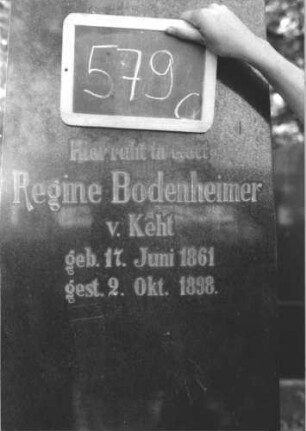 579
C
Hier ruht in Gott
Regine Bodenheimer
v. Kehl
geb. 17. Juni 1861
gest. 2. Okt. 1898.